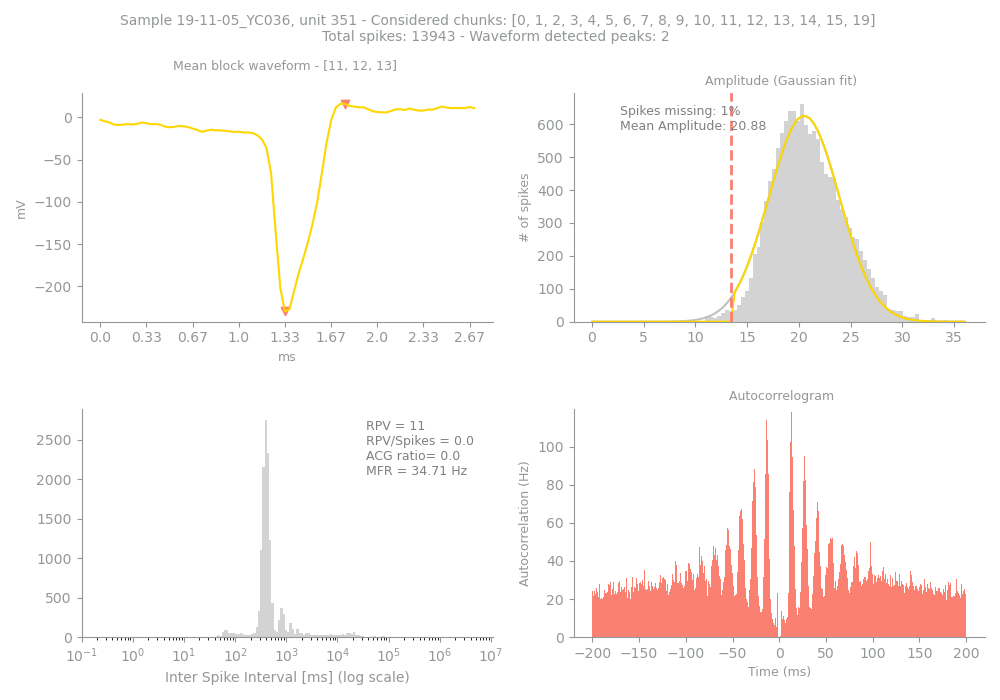 Sample 19-11-05_YC036, unit 351 - Considered chunks: [0, 1, 2, 3, 4, 5, 6, 7, 8, 9, 10, 11, 12, 13, 14, 15, 19]
Total spikes: 13943 - Waveform detected peaks: 2
Mean block waveform - [11, 12, 13]
0
−50
−100
−150
−200
mV
0.0 0.33 0.67 1.0 1.33 1.67 2.0 2.33 2.67
ms
Amplitude (Gaussian fit)
Spikes missing: 1%
Mean Amplitude: 20.88
600
500
400
300
200
100
0
# of spikes
0 5 10 15 20 25 30 35
RPV = 11
RPV/Spikes = 0.0
ACG ratio= 0.0
MFR = 34.71 Hz
2500
2000
1500
1000
500
0
10⁻¹ 10⁰ 10¹ 10² 10³ 10⁴ 10⁵ 10⁶ 10⁷
Inter Spike Interval [ms] (log scale)
Autocorrelogram
100
80
60
40
20
0
Autocorrelation (Hz)
−200 −150 −100 −50 0 50 100 150 200
Time (ms)